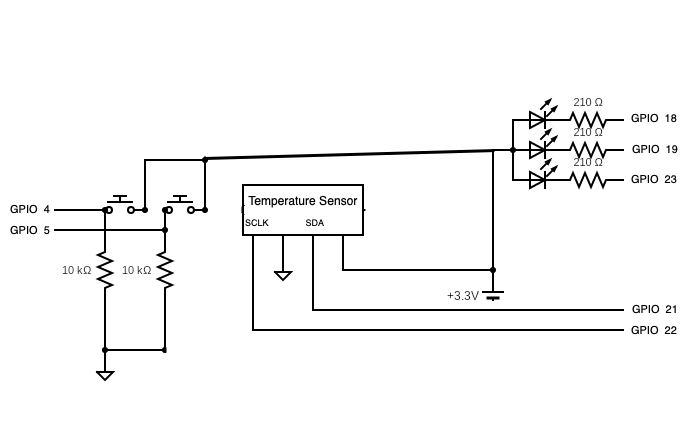 210 Ω
GPIO 18
210 Ω
GPIO 19
210 Ω
GPIO 23
Temperature Sensor
SCLK SDA
GPIO 4
GPIO 5
10 kΩ 10 kΩ
+3.3V
GPIO 21
GPIO 22